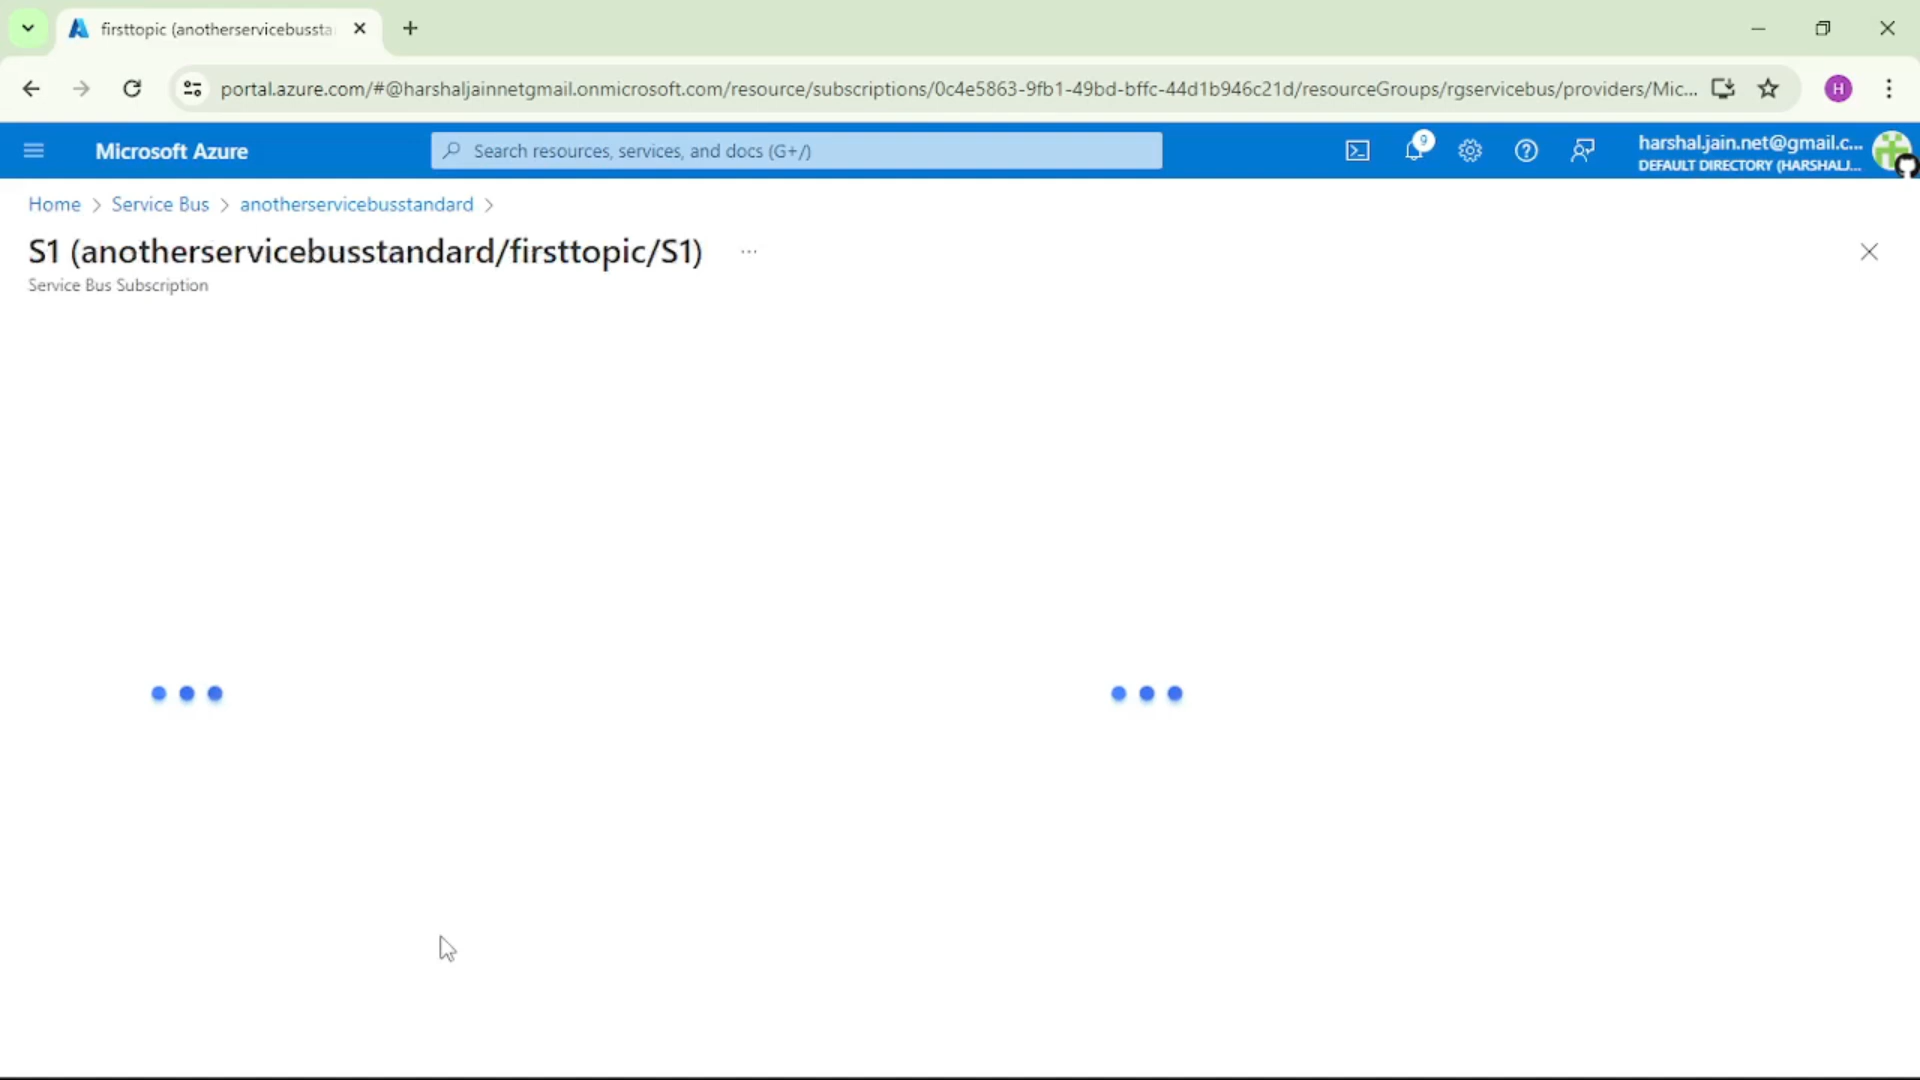 firsttopic (anotherservicebussta
portal.azure.com/#@harshaljainnetgmail.onmicrosoft.com/resource/subscriptions/0c4e5863-9fb1-49bd-bffc-44d1b946c21d/resourceGroups/rgservicebus/providers/Mic...
H
Microsoft Azure
Search resources, services, and docs (G+/)
9
harshal.jain.net@gmail.c...
DEFAULT DIRECTORY (HARSHALJ...
Home > Service Bus > anotherservicebusstandard >
S1 (anotherservicebusstandard/firsttopic/S1) ...
Service Bus Subscription